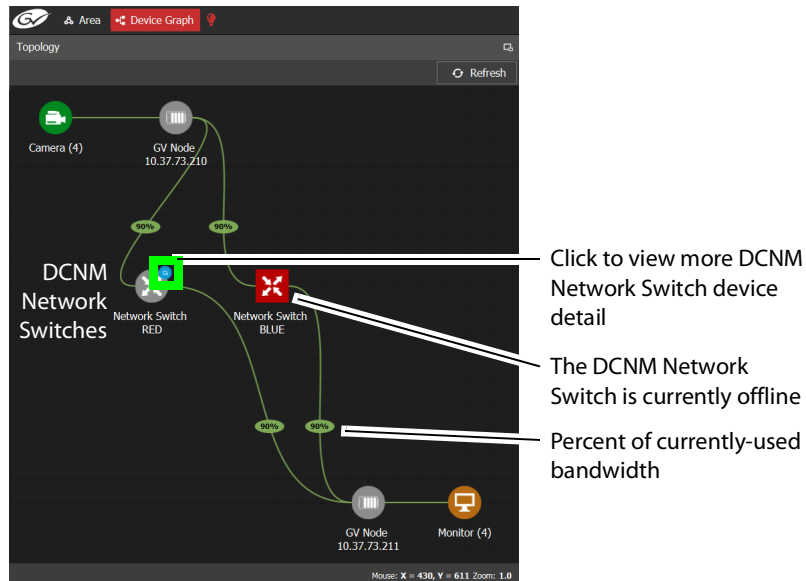 GV Area Device Graph
Topology
Refresh
Camera (4)
GV Node
10.37.73.210
90% 90%
DCNM
Network
Switches
Network Switch
RED
Network Switch
BLUE
Click to view more DCNM
Network Switch device
detail
The DCNM Network
Switch is currently offline
90% 90%
Percent of currently-used
bandwidth
GV Node
10.37.73.211
Monitor (4)
Mouse: X = 430, Y = 611 Zoom: 1.0